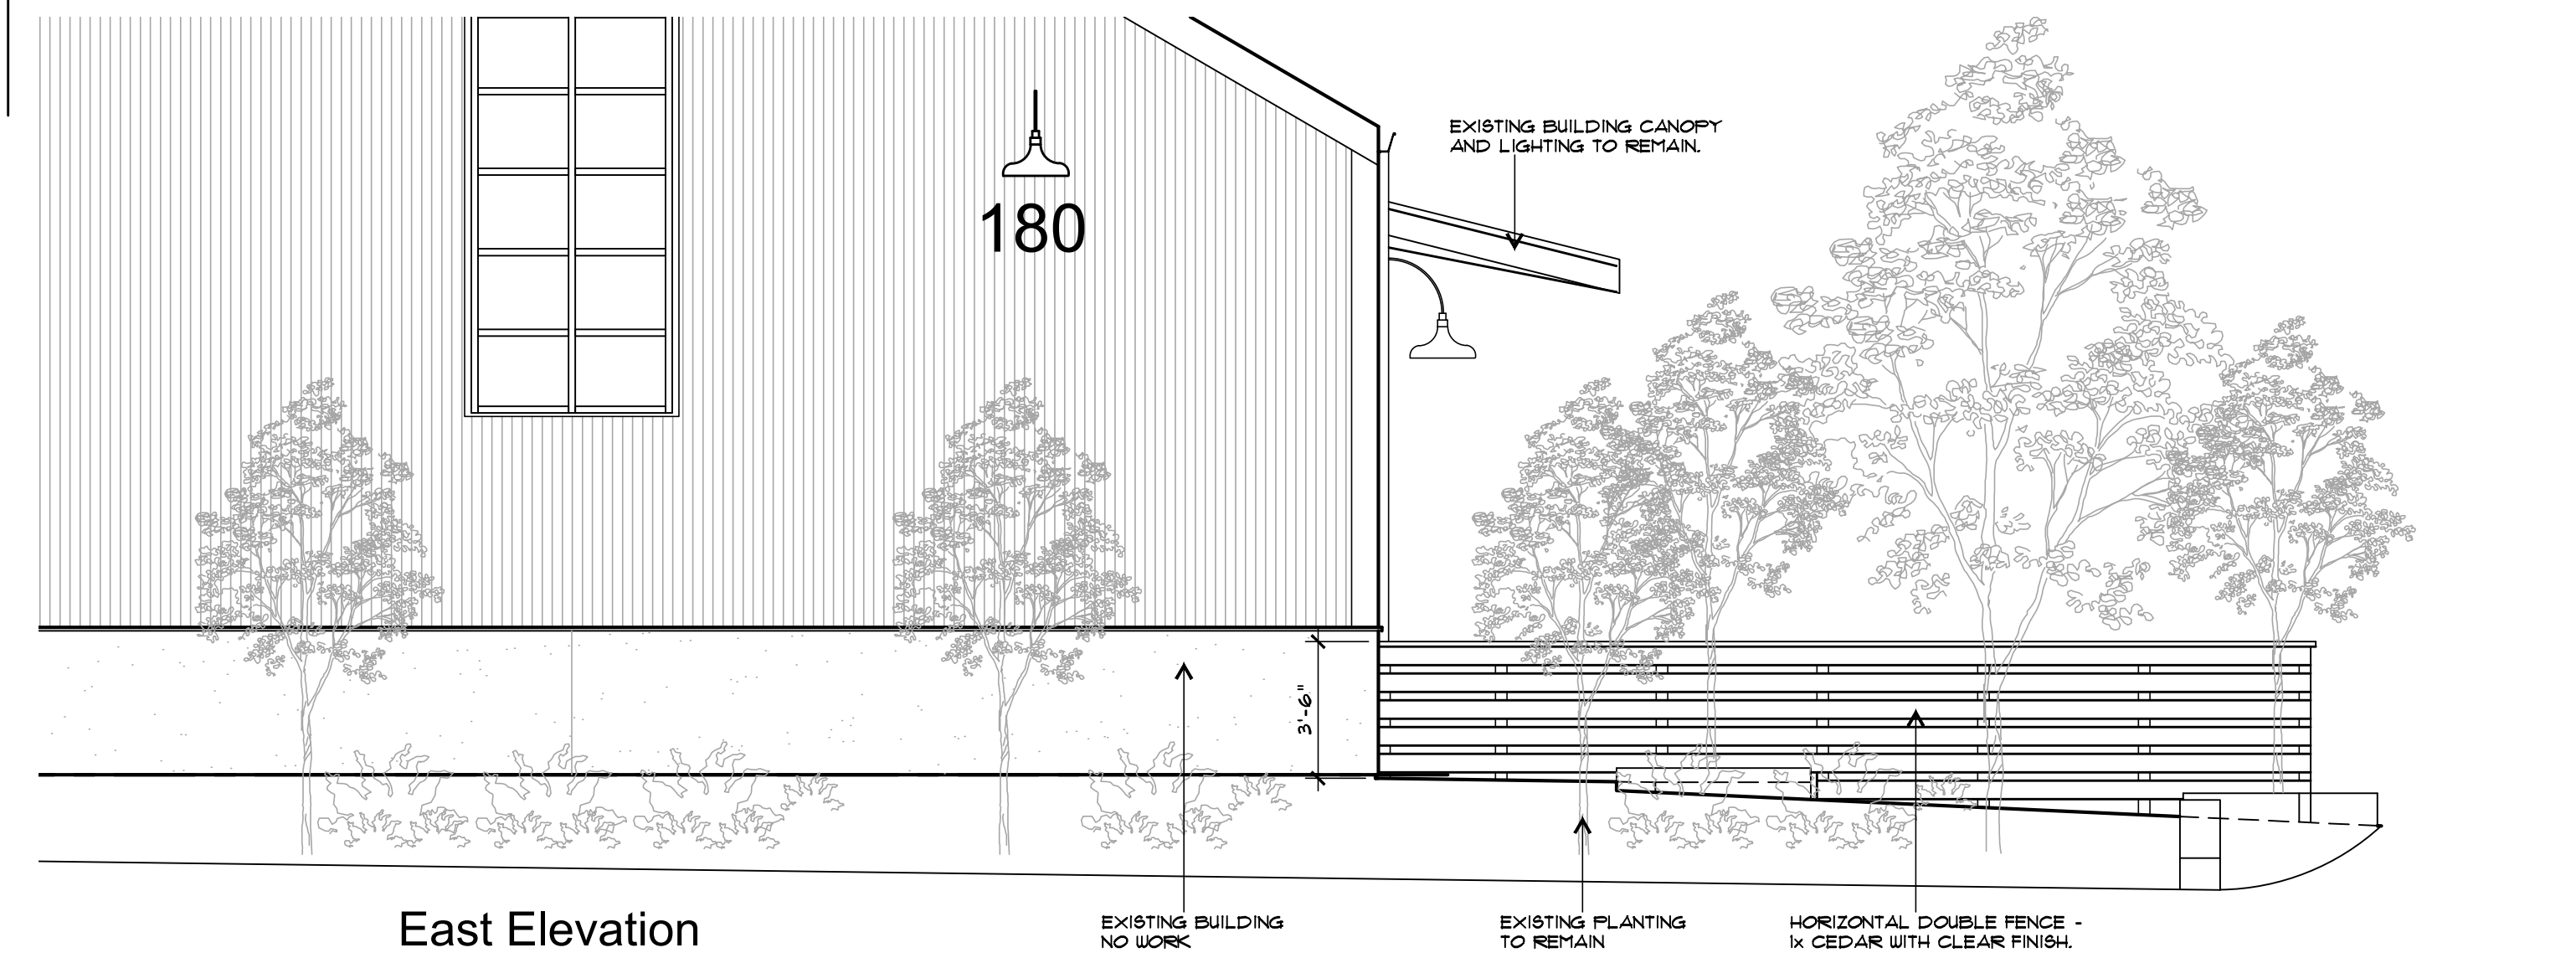 EXISTING BUILDING CANOPY
AND LIGHTING TO REMAIN.
180
3'-6"
East Elevation
EXISTING BUILDING
NO WORK
EXISTING PLANTING
TO REMAIN
HORIZONTAL DOUBLE FENCE -
1x CEDAR WITH CLEAR FINISH.